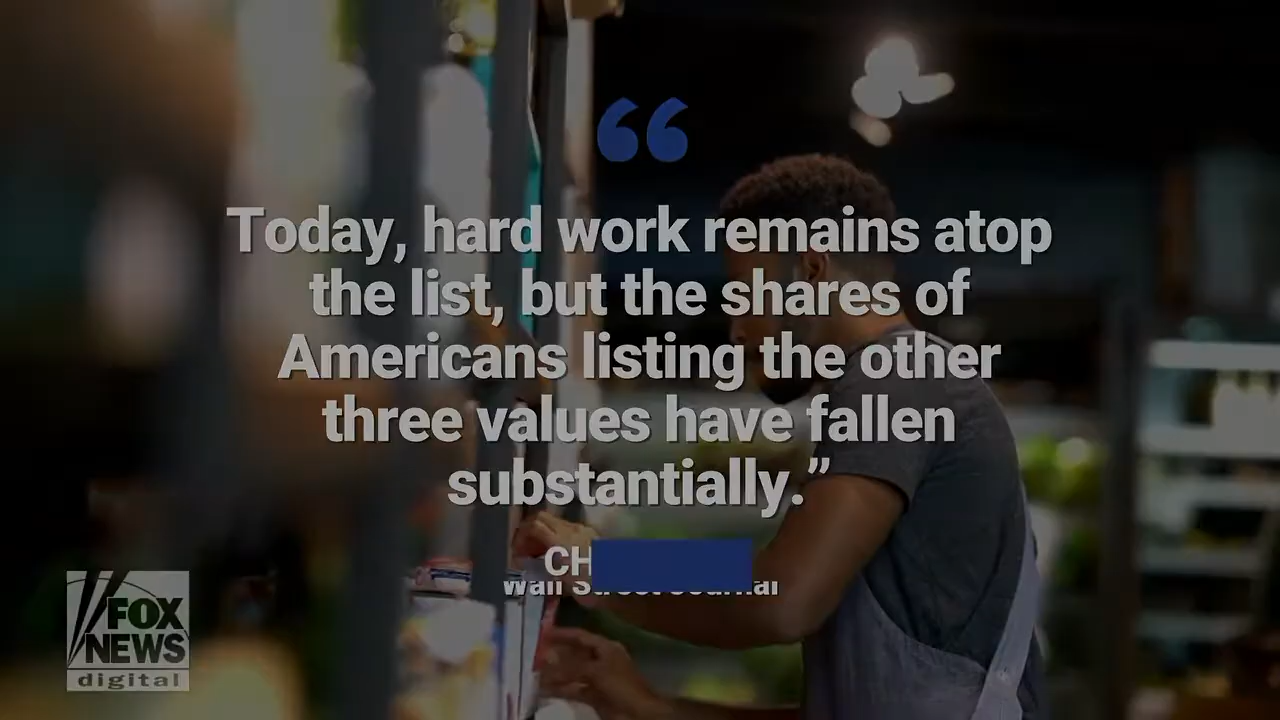 “
Today, hard work remains atop
the list, but the shares of
Americans listing the other
three values have fallen
substantially.”
CH
Wall Street Journal
FOX
NEWS
digital